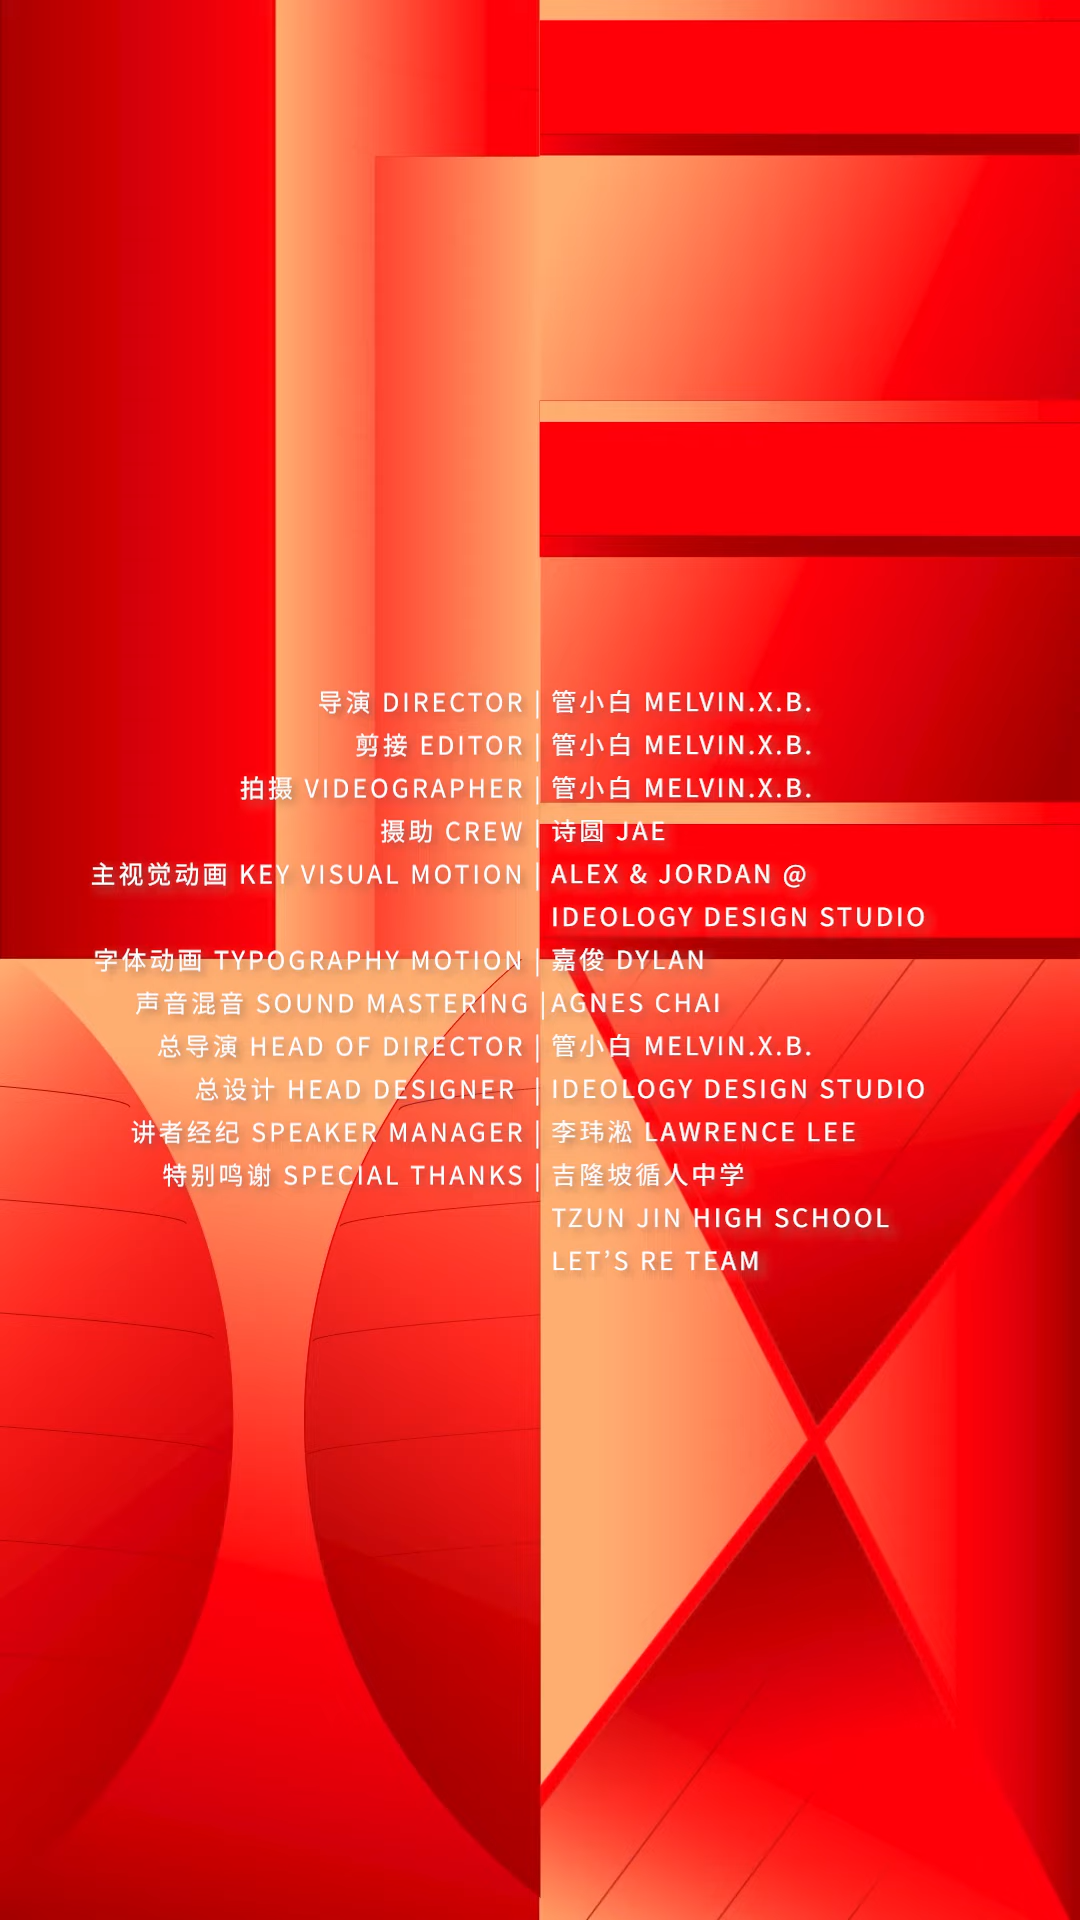 导演 DIRECTOR | 管小白 MELVIN.X.B.
剪接 EDITOR | 管小白 MELVIN.X.B.
拍摄 VIDEOGRAPHER | 管小白 MELVIN.X.B.
摄助 CREW | 诗圆 JAE
主视觉动画 KEY VISUAL MOTION | ALEX & JORDAN @
IDEOLOGY DESIGN STUDIO
字体动画 TYPOGRAPHY MOTION | 嘉俊 DYLAN
声音混音 SOUND MASTERING | AGNES CHAI
总导演 HEAD OF DIRECTOR | 管小白 MELVIN.X.B.
总设计 HEAD DESIGNER | IDEOLOGY DESIGN STUDIO
讲者经纪 SPEAKER MANAGER | 李玮淞 LAWRENCE LEE
特别鸣谢 SPECIAL THANKS | 吉隆坡循人中学
TZUN JIN HIGH SCHOOL
LET’S RE TEAM